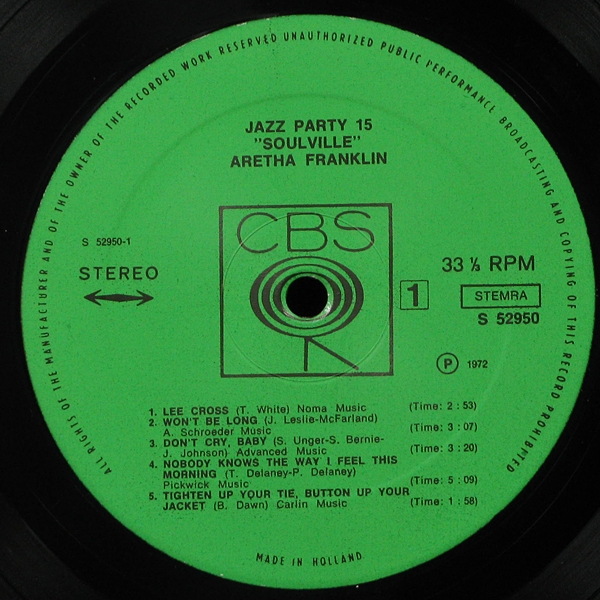 ALL RIGHTS OF THE MANUFACTURER AND OF THE OWNER OF THE RECORDED WORK RESERVED UNAUTHORIZED PUBLIC PERFORMANCE BROADCASTING AND COPYING OF THIS RECORD PROHIBITED
JAZZ PARTY 15
"SOULVILLE"
ARETHA FRANKLIN
CBS
S 52950-1
STEREO
33 ⅓ RPM
1
STEMRA
S 52950
Ⓟ 1972
1. LEE CROSS (T. White) Noma Music (Time: 2 : 53)
2. WON'T BE LONG (J. Leslie-McFarland)
A. Schroeder Music (Time: 3 : 07)
3. DON'T CRY, BABY (S. Unger-S. Bernie-
J. Johnson) Advanced Music (Time: 3 : 20)
4. NOBODY KNOWS THE WAY I FEEL THIS
MORNING (T. Delaney-P. Delaney)
Pickwick Music (Time: 5 : 09)
5. TIGHTEN UP YOUR TIE, BUTTON UP YOUR
JACKET (B. Dawn) Carlin Music (Time: 1 : 58)
MADE IN HOLLAND